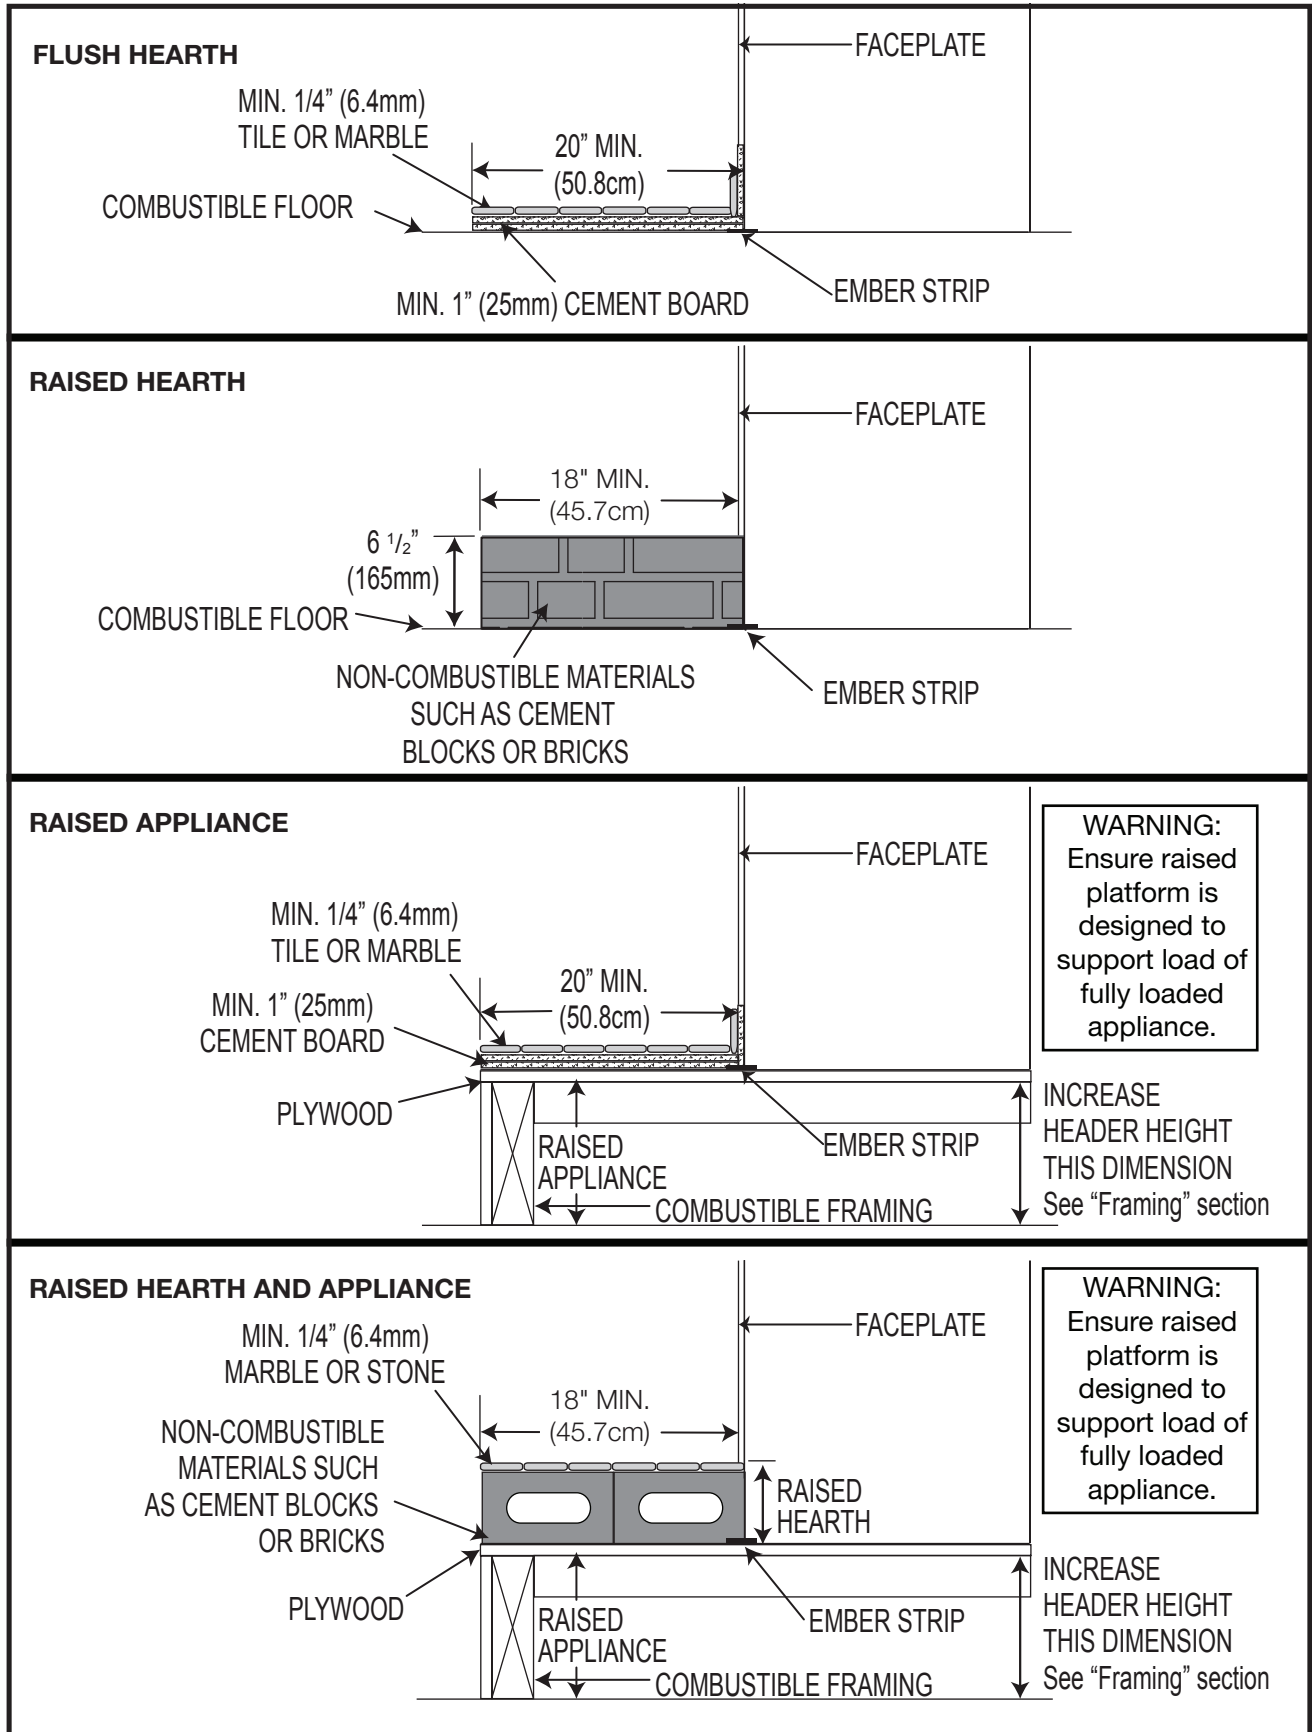 FLUSH HEARTH
FACEPLATE
MIN. 1/4” (6.4mm)
TILE OR MARBLE
20” MIN.
(50.8cm)
COMBUSTIBLE FLOOR
EMBER STRIP
MIN. 1” (25mm) CEMENT BOARD
RAISED HEARTH
FACEPLATE
18" MIN.
(45.7cm)
6 1/2”
(165mm)
COMBUSTIBLE FLOOR
NON-COMBUSTIBLE MATERIALS
SUCH AS CEMENT
BLOCKS OR BRICKS
EMBER STRIP
RAISED APPLIANCE
FACEPLATE
WARNING:
Ensure raised
platform is
designed to
support load of
fully loaded
appliance.
MIN. 1/4” (6.4mm)
TILE OR MARBLE
20” MIN.
(50.8cm)
MIN. 1” (25mm)
CEMENT BOARD
PLYWOOD
RAISED
APPLIANCE
EMBER STRIP
COMBUSTIBLE FRAMING
INCREASE
HEADER HEIGHT
THIS DIMENSION
See “Framing” section
RAISED HEARTH AND APPLIANCE
FACEPLATE
WARNING:
Ensure raised
platform is
designed to
support load of
fully loaded
appliance.
MIN. 1/4” (6.4mm)
MARBLE OR STONE
18" MIN.
(45.7cm)
NON-COMBUSTIBLE
MATERIALS SUCH
AS CEMENT BLOCKS
OR BRICKS
RAISED
HEARTH
PLYWOOD
RAISED
APPLIANCE
EMBER STRIP
COMBUSTIBLE FRAMING
INCREASE
HEADER HEIGHT
THIS DIMENSION
See “Framing” section